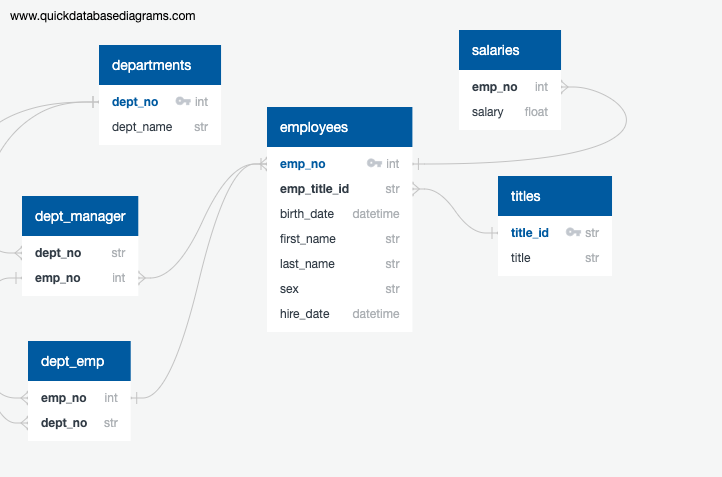 www.quickdatabasediagrams.com
departments
dept_no int
dept_name str
salaries
emp_no int
salary float
employees
emp_no int
emp_title_id str
birth_date datetime
first_name str
last_name str
sex str
hire_date datetime
titles
title_id str
title str
dept_manager
dept_no str
emp_no int
dept_emp
emp_no int
dept_no str